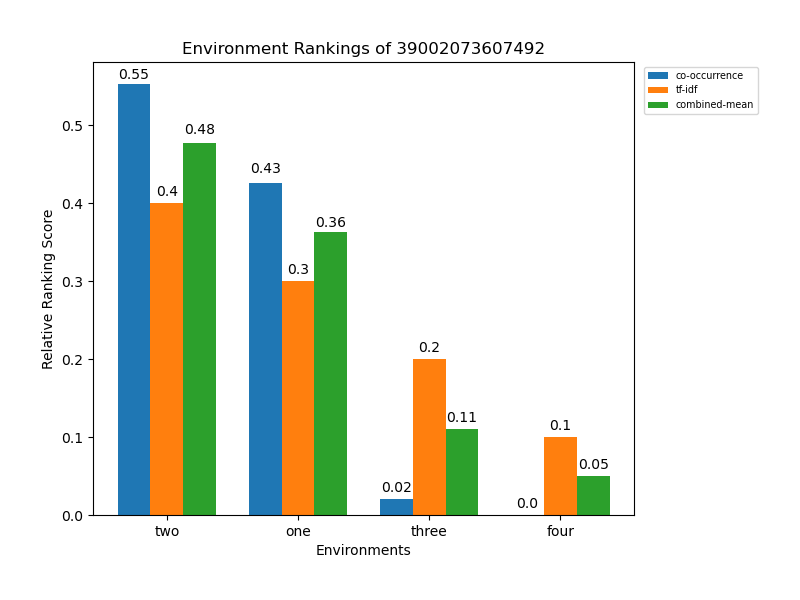 Environment Rankings of 39002073607492
co-occurrence
tf-idf
combined-mean
0.55
0.4
0.48
0.43
0.3
0.36
0.02
0.2
0.11
0.0
0.1
0.05
Relative Ranking Score
0.5
0.4
0.3
0.2
0.1
0.0
two one three four
Environments